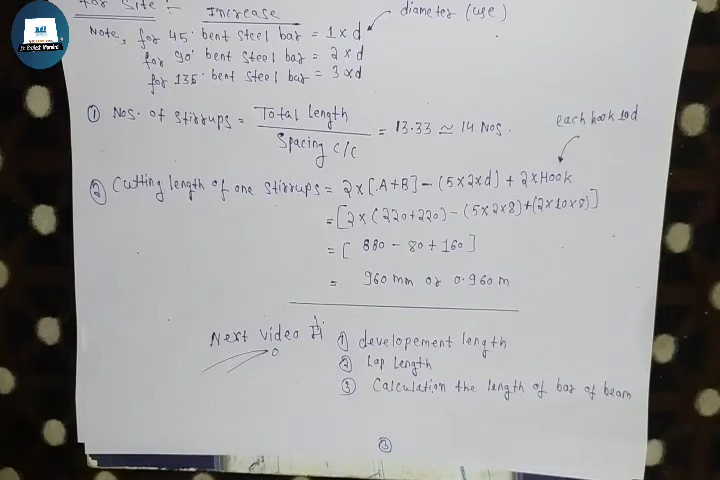 For Site :- Increase
diameter (use)
Note, for 45° bent steel bar = 1 x d
for 90° bent steel bar = 2 x d
for 135° bent steel bar = 3 x d
① Nos. of stirrups = Total length / Spacing c/c = 13.33 ≃ 14 Nos.
each hook 10d
② Cutting length of one stirrups = 2 x [A+B] - (5x2xd) + 2 x Hook
= [2 x (220+220) - (5x2x8) + (2x10x8)]
= [ 880 - 80 + 160 ]
= 960 mm or 0.960 m
Next video में
① developement length
② Lap length
③ Calculation the length of bar of beam
③